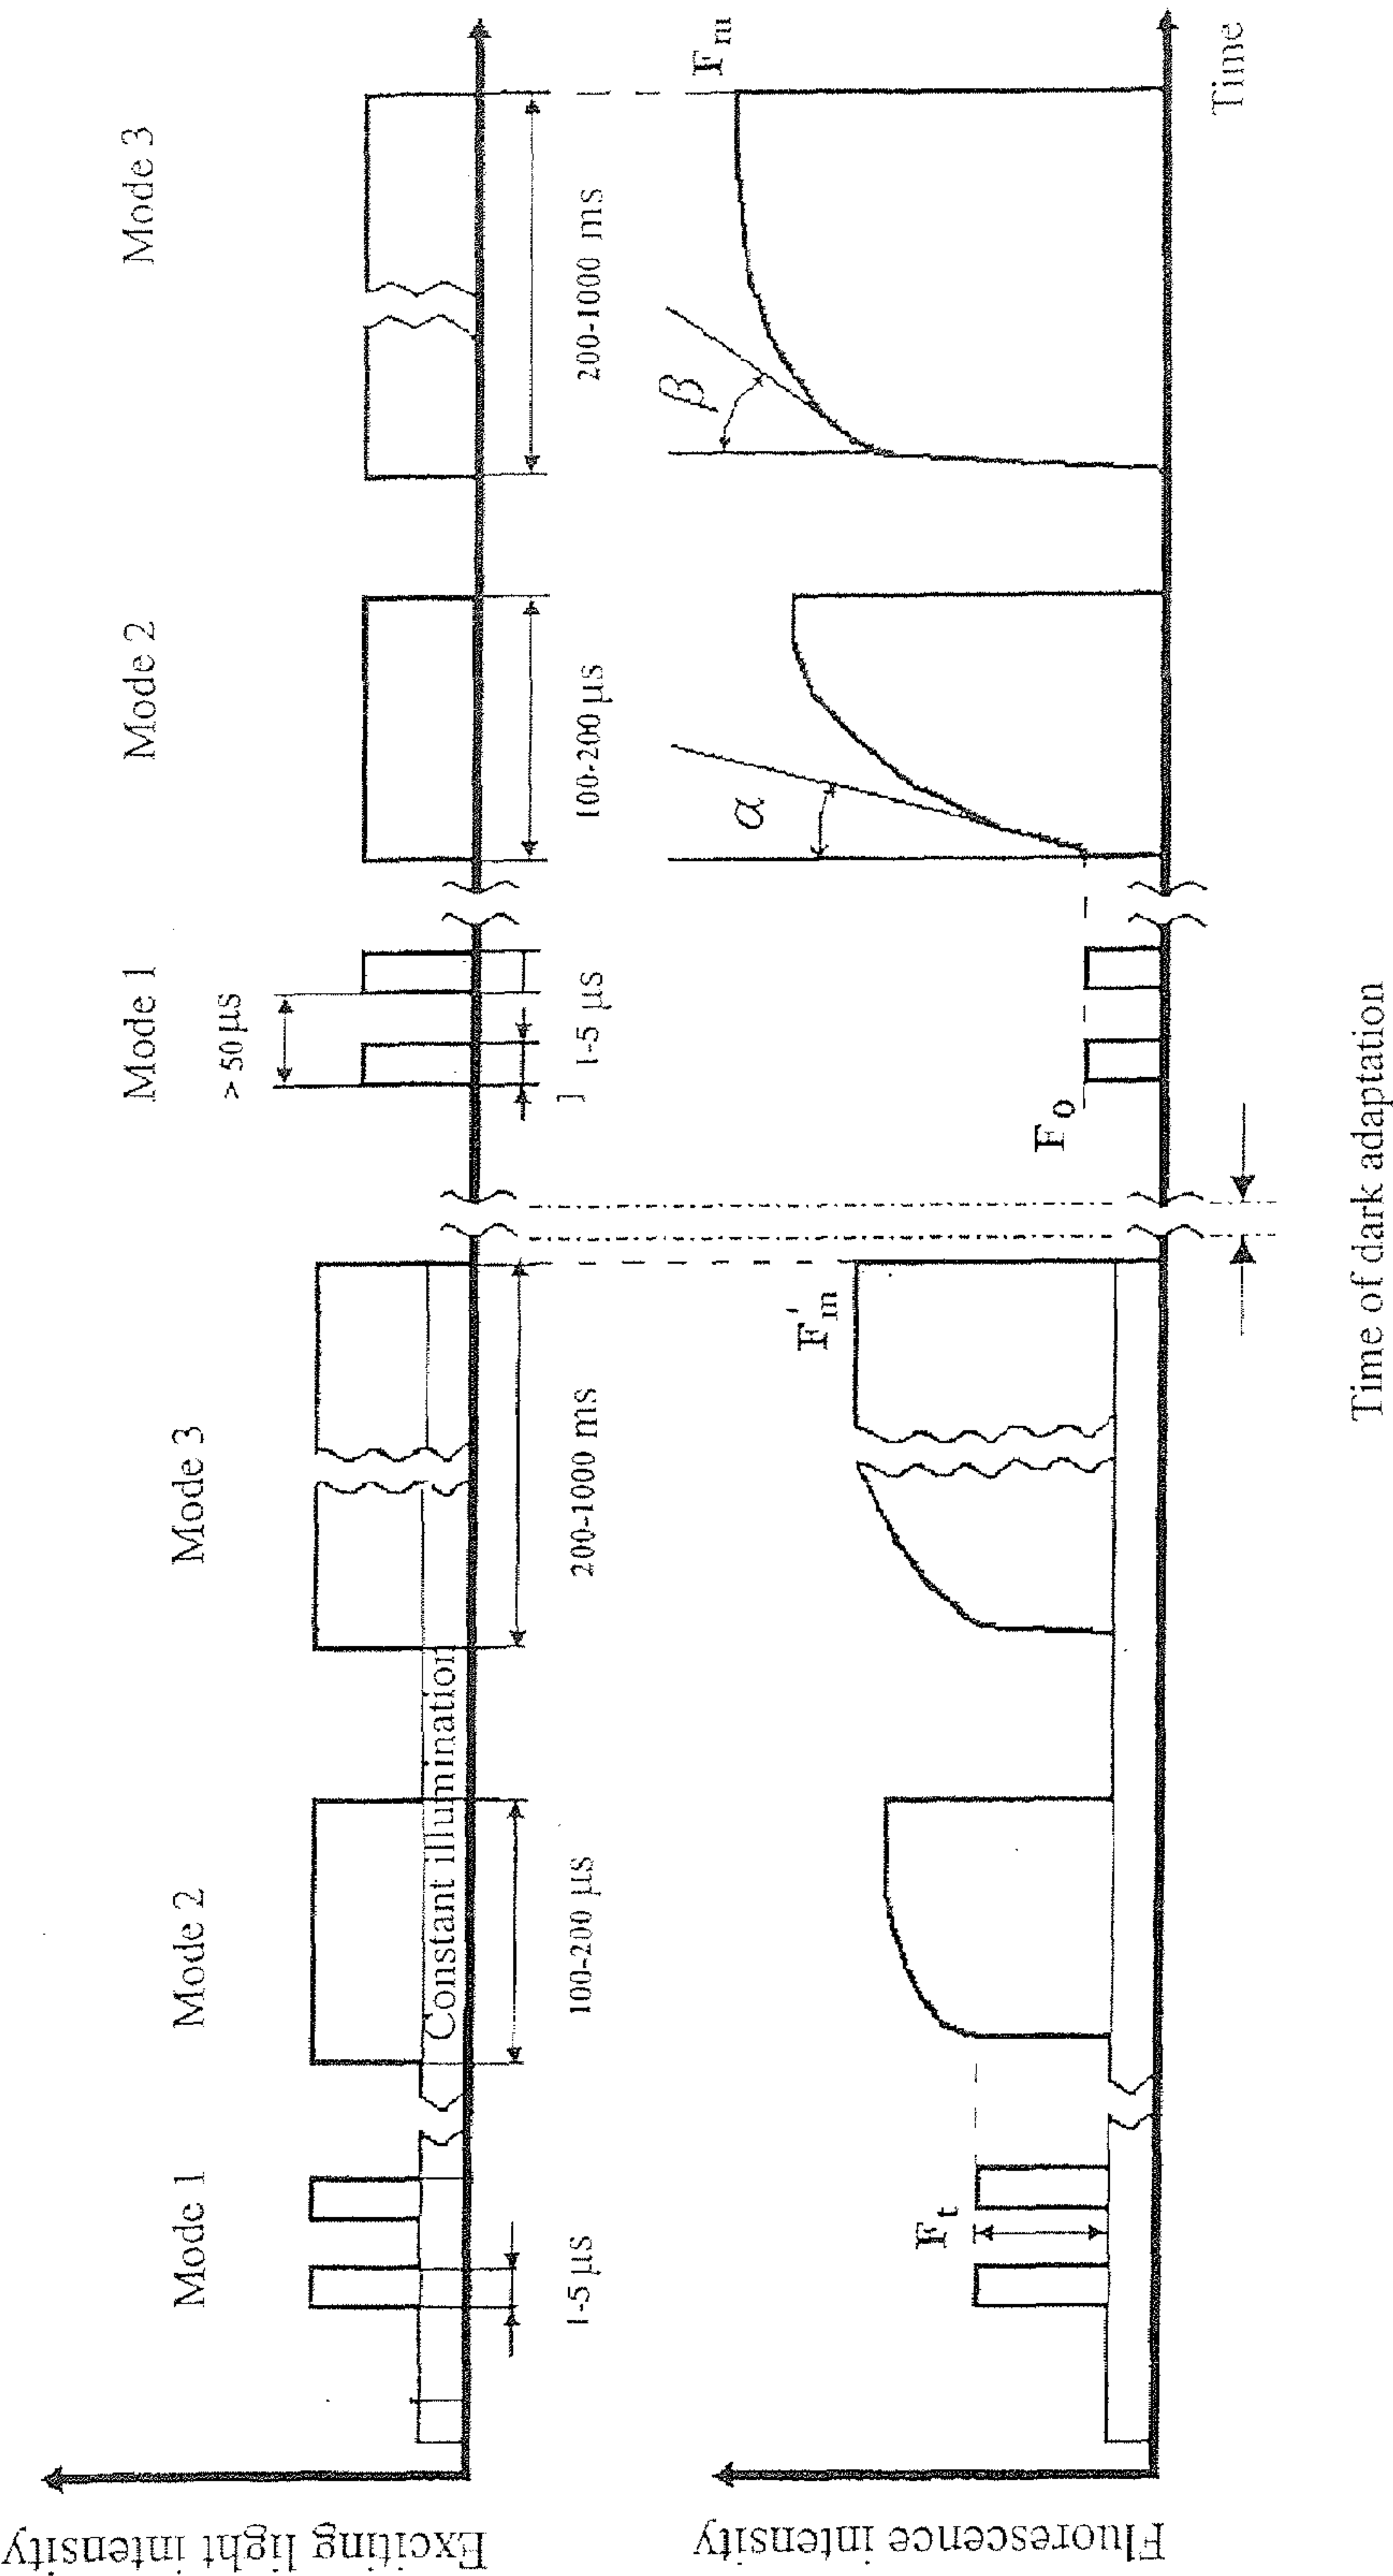 Exciting light intensity
Mode 1
Mode 2
Mode 3
Mode 1
Mode 2
Mode 3
> 50 μs
Constant illumination
1-5 μs
100-200 μs
200-1000 ms
1-5 μs
100-200 μs
200-1000 ms
Fluorescence intensity
Ft
F'm
Fo
α
β
Fm
Time
Time of dark adaptation